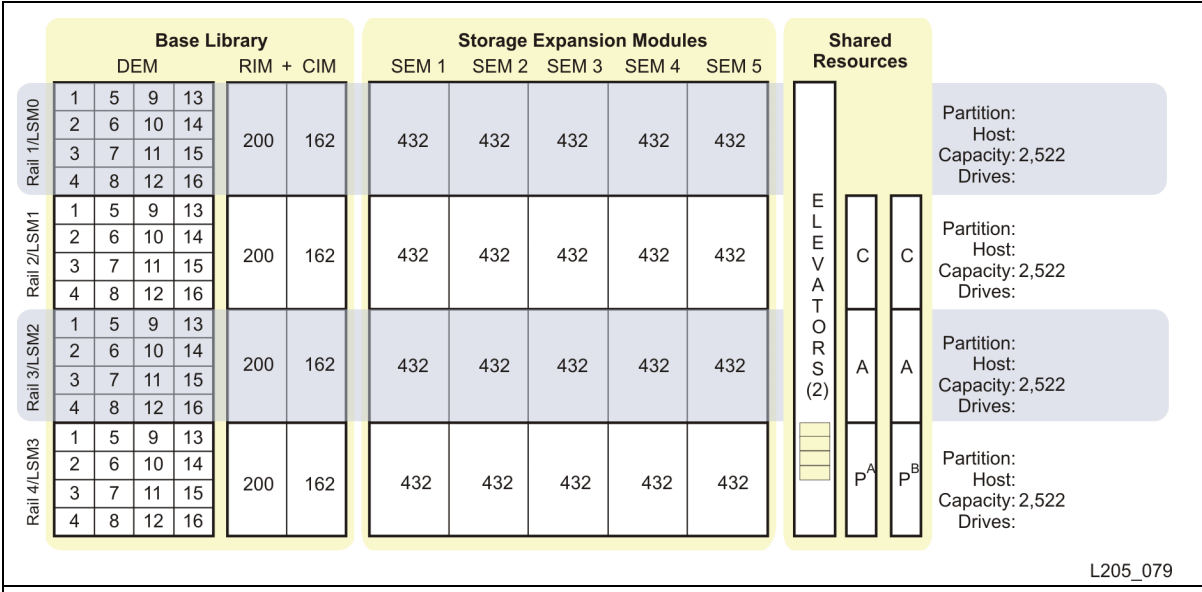 Base Library Storage Expansion Modules Shared
DEM RIM + CIM SEM 1 SEM 2 SEM 3 SEM 4 SEM 5 Resources
Rail 1/LSM0
1 5 9 13
2 6 10 14
3 7 11 15
4 8 12 16
200 162 432 432 432 432 432
Partition:
Host:
Capacity: 2,522
Drives:
Rail 2/LSM1
1 5 9 13
2 6 10 14
3 7 11 15
4 8 12 16
200 162 432 432 432 432 432
C C
Partition:
Host:
Capacity: 2,522
Drives:
Rail 3/LSM2
1 5 9 13
2 6 10 14
3 7 11 15
4 8 12 16
200 162 432 432 432 432 432
A A
Partition:
Host:
Capacity: 2,522
Drives:
Rail 4/LSM3
1 5 9 13
2 6 10 14
3 7 11 15
4 8 12 16
200 162 432 432 432 432 432
PA PB
Partition:
Host:
Capacity: 2,522
Drives:
ELEVATORS
(2)
L205_079